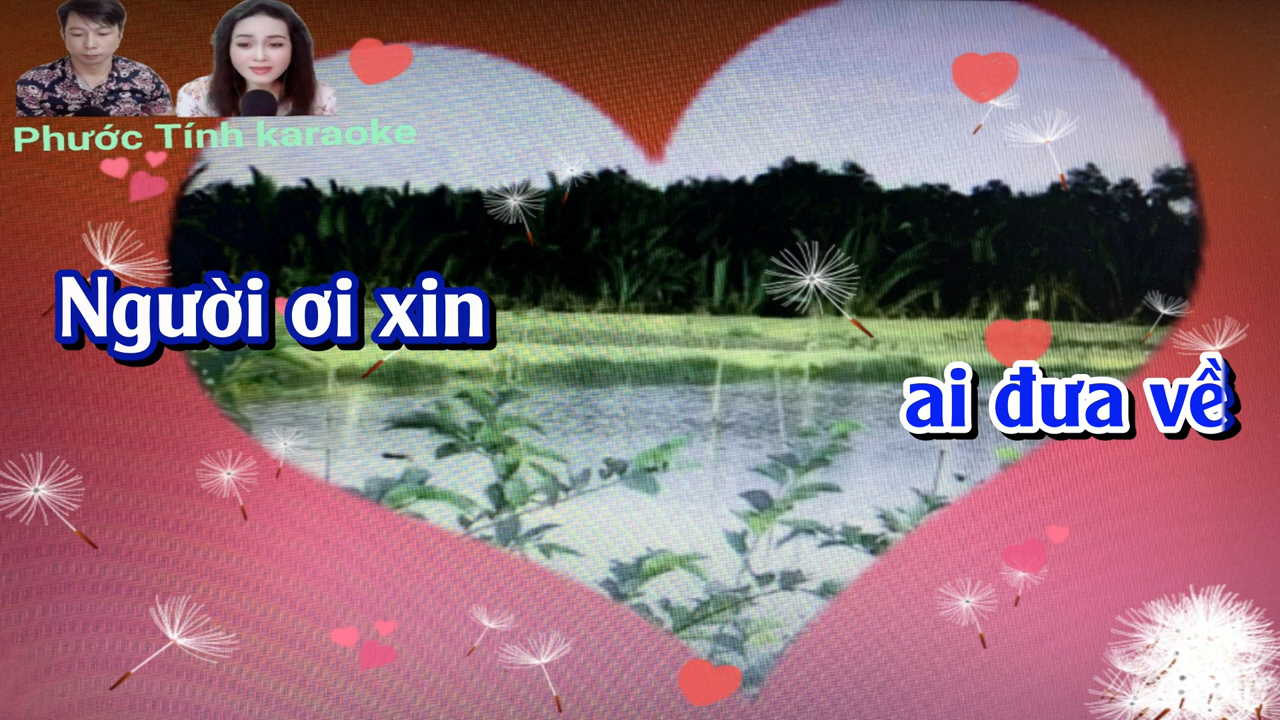 Phước Tính karaoke
Người ơi xin
ai đưa về